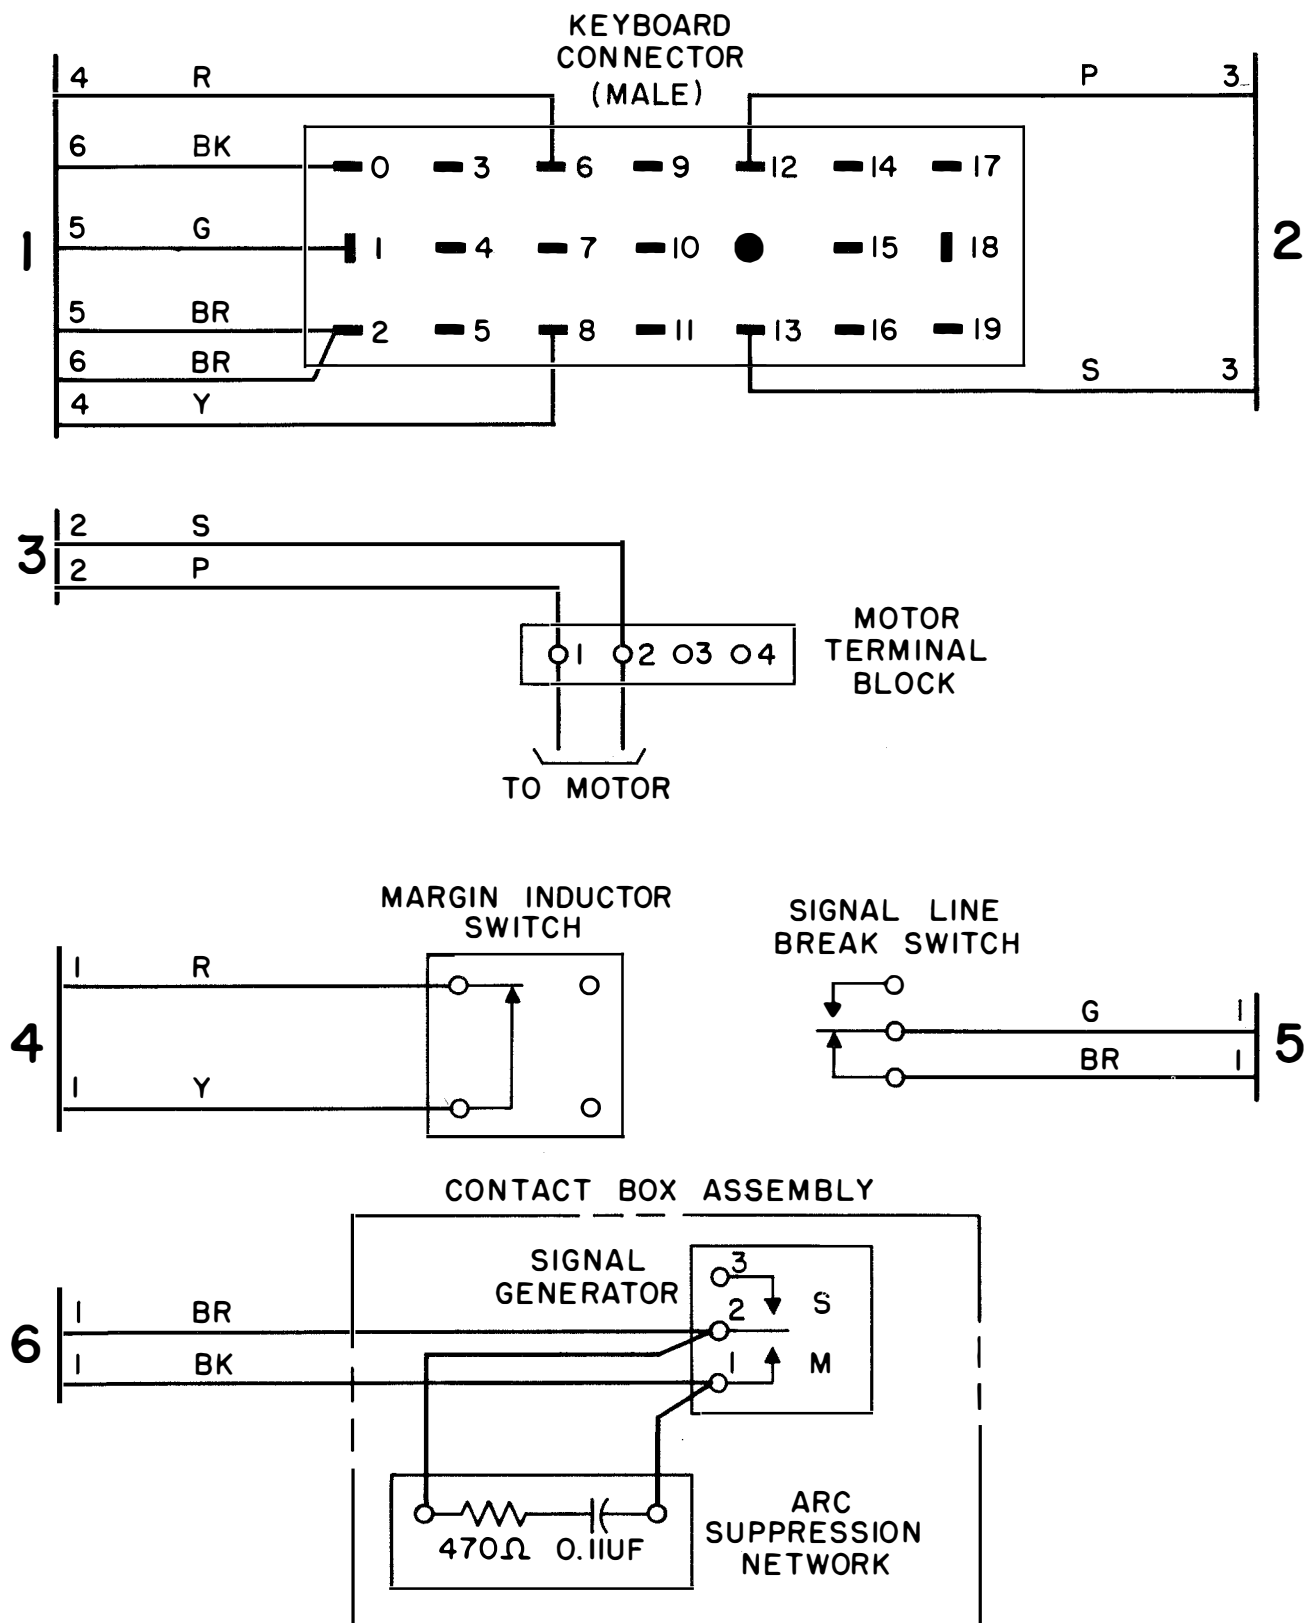 KEYBOARD
CONNECTOR
(MALE)
4 R
P 3
6 BK
0 3 6 9 12 14 17
1
5 G
1 4 7 10 15 18
2
5 BR
2 5 8 11 13 16 19
6 BR
S 3
4 Y
3
2 S
2 P
MOTOR
TERMINAL
BLOCK
1 2 3 4
TO MOTOR
MARGIN INDUCTOR
SWITCH
SIGNAL LINE
BREAK SWITCH
4
1 R
1 Y
G 1
BR 1
5
CONTACT BOX ASSEMBLY
SIGNAL
GENERATOR
3
2 S
1 M
6
1 BR
1 BK
470Ω 0.11UF
ARC
SUPPRESSION
NETWORK